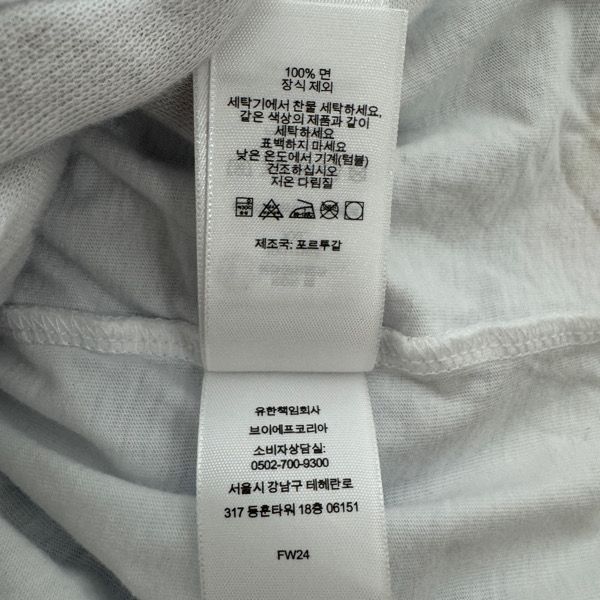 100% 면
장식 제외
세탁기에서 찬물 세탁하세요,
같은 색상의 제품과 같이
세탁하세요
표백하지 마세요
낮은 온도에서 기계(텀블)
건조하십시오
저온 다림질
제조국: 포르투갈
유한책임회사
브이에프코리아
소비자상담실:
0502-700-9300
서울시 강남구 테헤란로
317 동훈타워 18층 06151
FW24